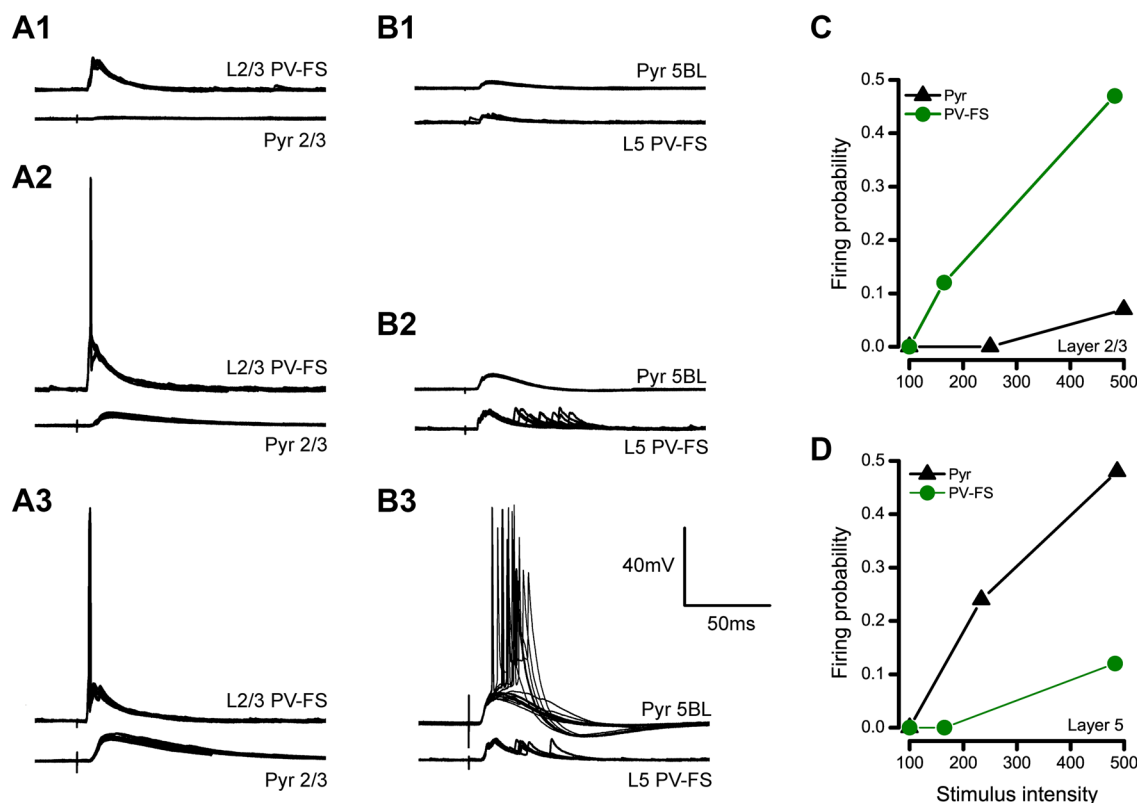 A1
L2/3 PV-FS
Pyr 2/3
A2
L2/3 PV-FS
Pyr 2/3
A3
L2/3 PV-FS
Pyr 2/3
B1
Pyr 5BL
L5 PV-FS
B2
Pyr 5BL
L5 PV-FS
B3
40mV
50ms
Pyr 5BL
L5 PV-FS
C
Firing probability
0.5
0.4
0.3
0.2
0.1
0.0
Pyr
PV-FS
Layer 2/3
100 200 300 400 500
D
Firing probability
0.5
0.4
0.3
0.2
0.1
0.0
Pyr
PV-FS
Layer 5
100 200 300 400 500
Stimulus intensity